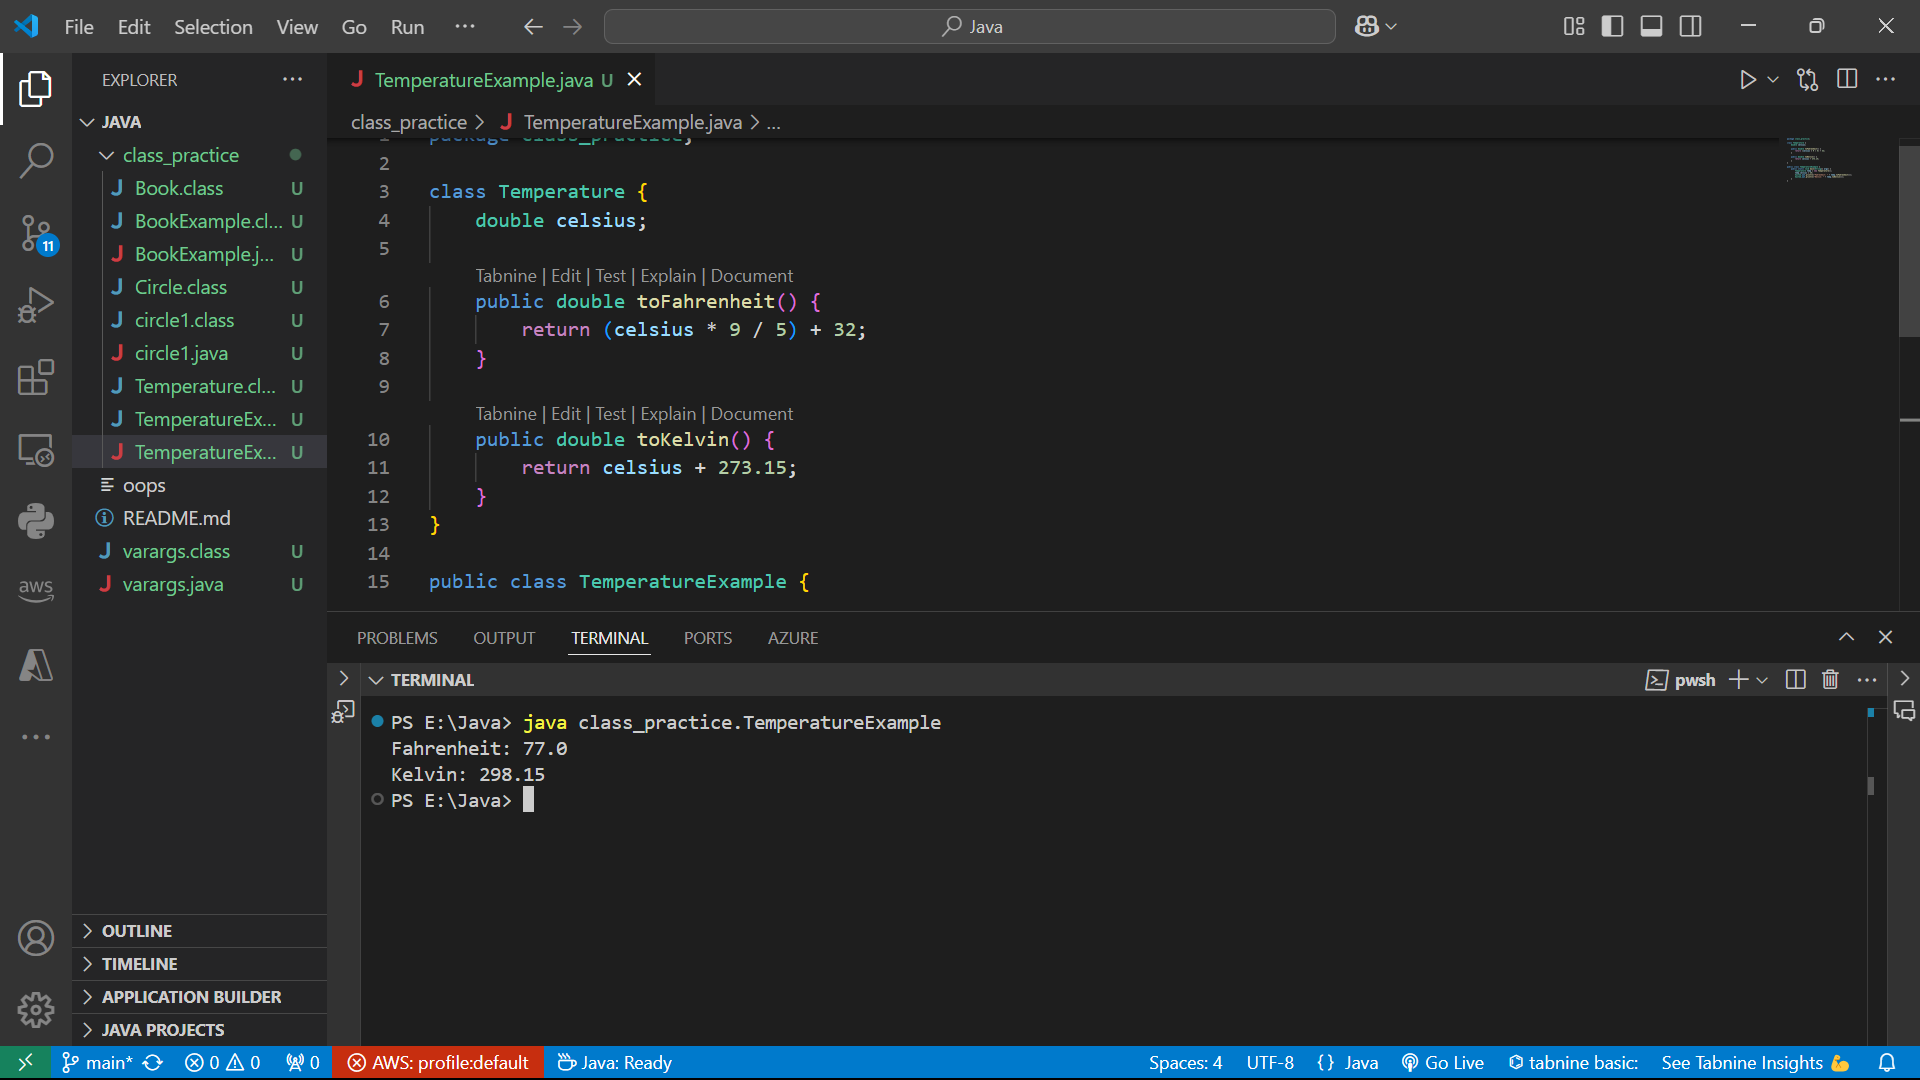 File Edit Selection View Go Run ··· Java
EXPLORER ···
JAVA
class_practice
Book.class U
BookExample.cl... U
BookExample.j... U
Circle.class U
circle1.class U
circle1.java U
Temperature.cl... U
TemperatureEx... U
TemperatureEx... U
oops
README.md
varargs.class U
varargs.java U
OUTLINE
TIMELINE
APPLICATION BUILDER
JAVA PROJECTS
11
aws
TemperatureExample.java U
class_practice > TemperatureExample.java > ...
1 package class_practice;
2
3 class Temperature {
4 double celsius;
5
Tabnine | Edit | Test | Explain | Document
6 public double toFahrenheit() {
7 return (celsius * 9 / 5) + 32;
8 }
9
Tabnine | Edit | Test | Explain | Document
10 public double toKelvin() {
11 return celsius + 273.15;
12 }
13 }
14
15 public class TemperatureExample {
PROBLEMS OUTPUT TERMINAL PORTS AZURE
TERMINAL pwsh
PS E:\Java> java class_practice.TemperatureExample
Fahrenheit: 77.0
Kelvin: 298.15
PS E:\Java>
main* 0 0 0 AWS: profile:default Java: Ready Spaces: 4 UTF-8 {} Java Go Live tabnine basic: See Tabnine Insights 💪